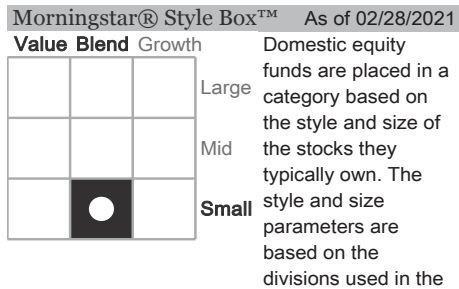 Morningstar® Style Box™ As of 02/28/2021
Value Blend Growth
Large
Mid
Small
Domestic equity
funds are placed in a
category based on
the style and size of
the stocks they
typically own. The
style and size
parameters are
based on the
divisions used in the